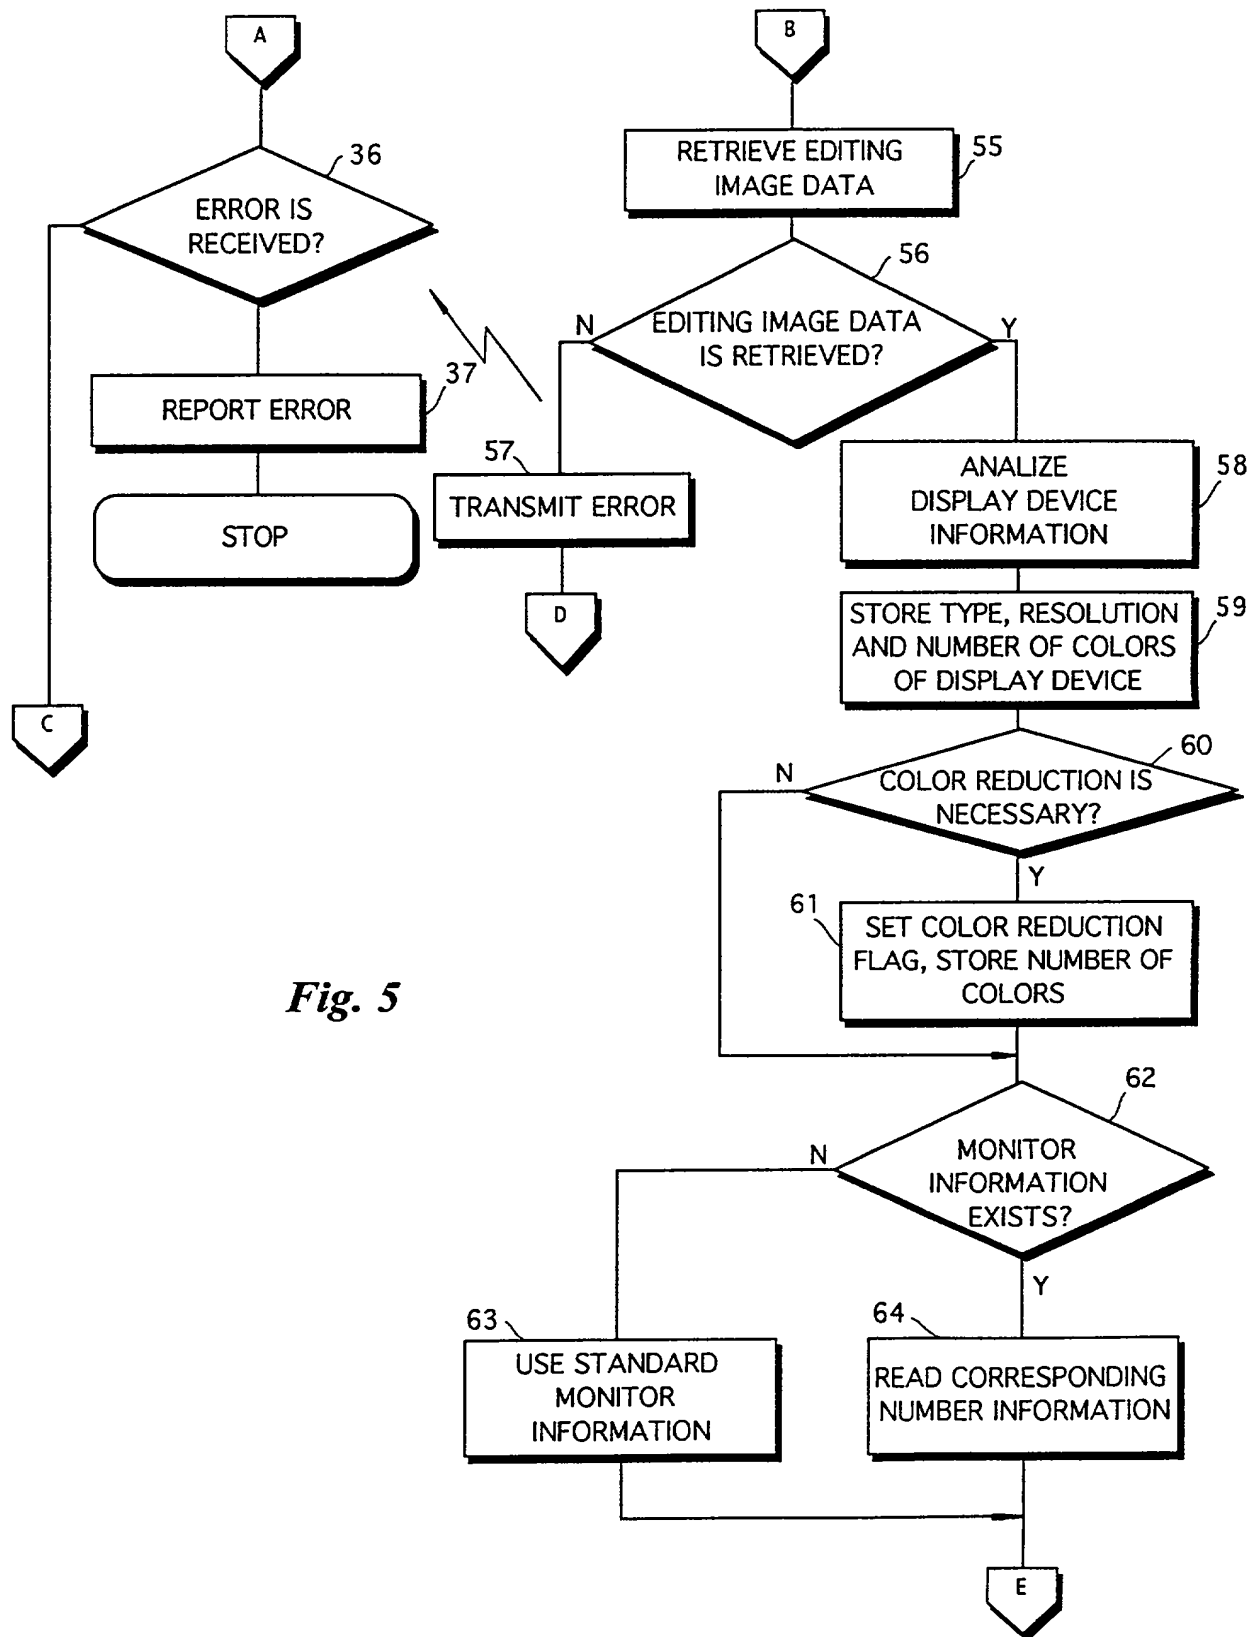 A
36
ERROR IS
RECEIVED?
37
REPORT ERROR
STOP
C
B
RETRIEVE EDITING
IMAGE DATA
55
56
EDITING IMAGE DATA
IS RETRIEVED?
N
Y
57
TRANSMIT ERROR
D
ANALIZE
DISPLAY DEVICE
INFORMATION
58
STORE TYPE, RESOLUTION
AND NUMBER OF COLORS
OF DISPLAY DEVICE
59
60
N
COLOR REDUCTION IS
NECESSARY?
Y
61
SET COLOR REDUCTION
FLAG, STORE NUMBER OF
COLORS
Fig. 5
62
N
MONITOR
INFORMATION
EXISTS?
Y
63
USE STANDARD
MONITOR
INFORMATION
64
READ CORRESPONDING
NUMBER INFORMATION
E